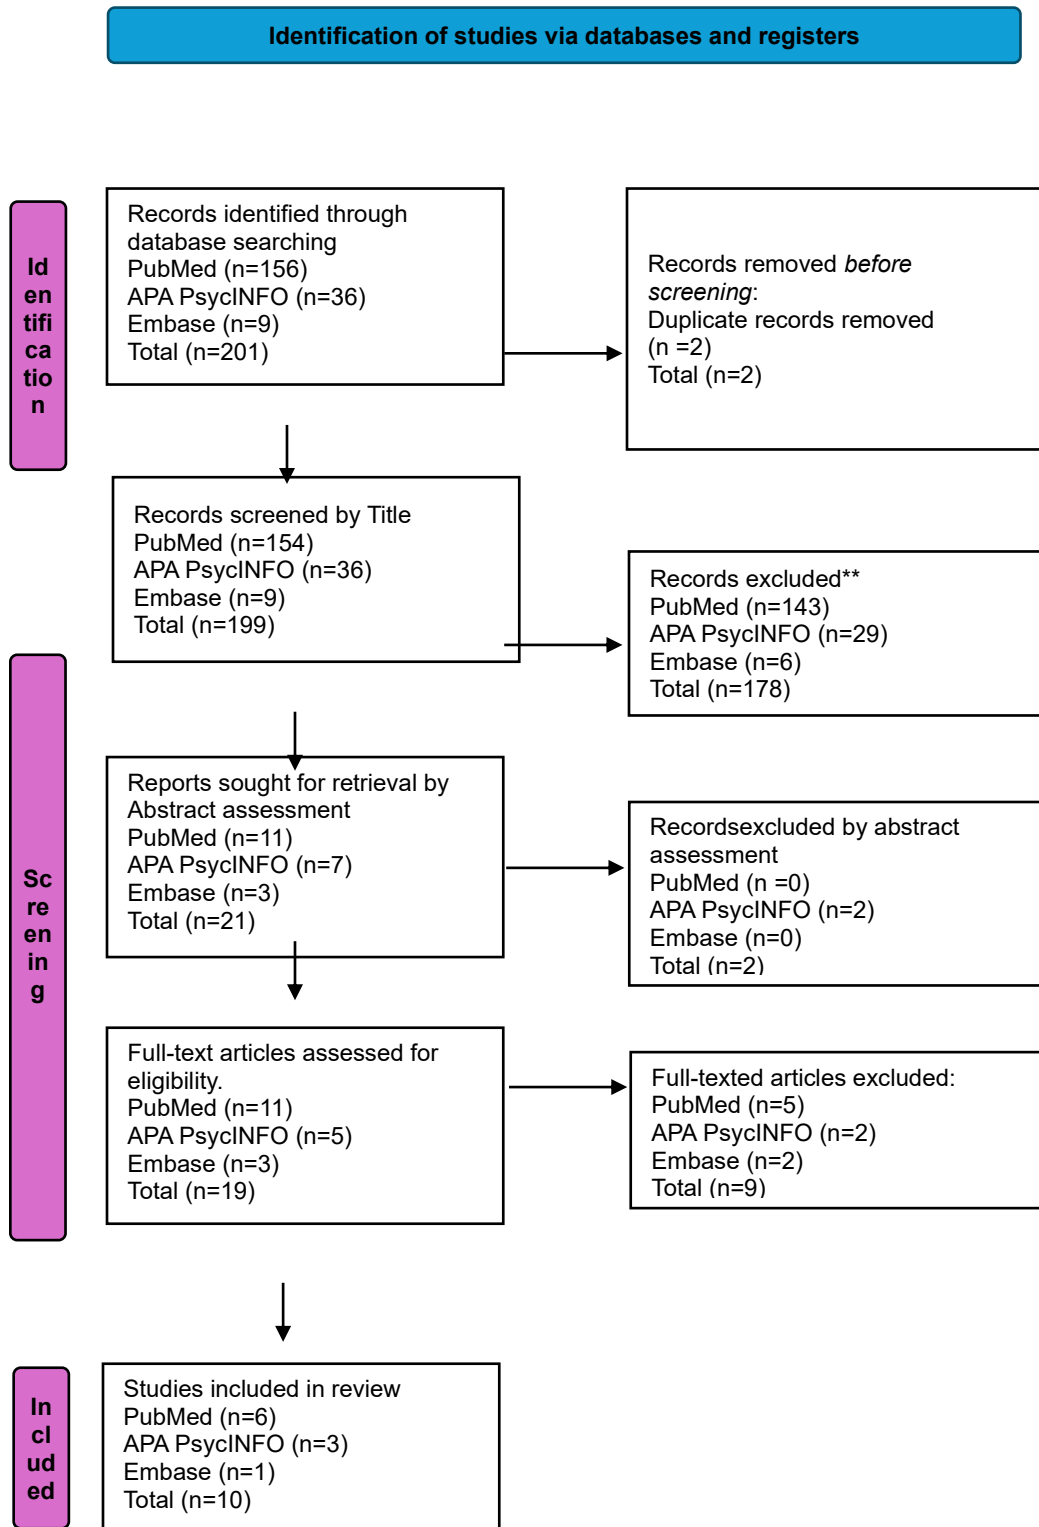 Identification of studies via databases and registers
Id
en
tifi
ca
tio
n
Records identified through
database searching
PubMed (n=156)
APA PsycINFO (n=36)
Embase (n=9)
Total (n=201)
Records removed before
screening:
Duplicate records removed
(n =2)
Total (n=2)
Records screened by Title
PubMed (n=154)
APA PsycINFO (n=36)
Embase (n=9)
Total (n=199)
Records excluded**
PubMed (n=143)
APA PsycINFO (n=29)
Embase (n=6)
Total (n=178)
Sc
re
en
in
g
Reports sought for retrieval by
Abstract assessment
PubMed (n=11)
APA PsycINFO (n=7)
Embase (n=3)
Total (n=21)
Recordsexcluded by abstract
assessment
PubMed (n =0)
APA PsycINFO (n=2)
Embase (n=0)
Total (n=2)
Full-text articles assessed for
eligibility.
PubMed (n=11)
APA PsycINFO (n=5)
Embase (n=3)
Total (n=19)
Full-texted articles excluded:
PubMed (n=5)
APA PsycINFO (n=2)
Embase (n=2)
Total (n=9)
In
cl
ud
ed
Studies included in review
PubMed (n=6)
APA PsycINFO (n=3)
Embase (n=1)
Total (n=10)